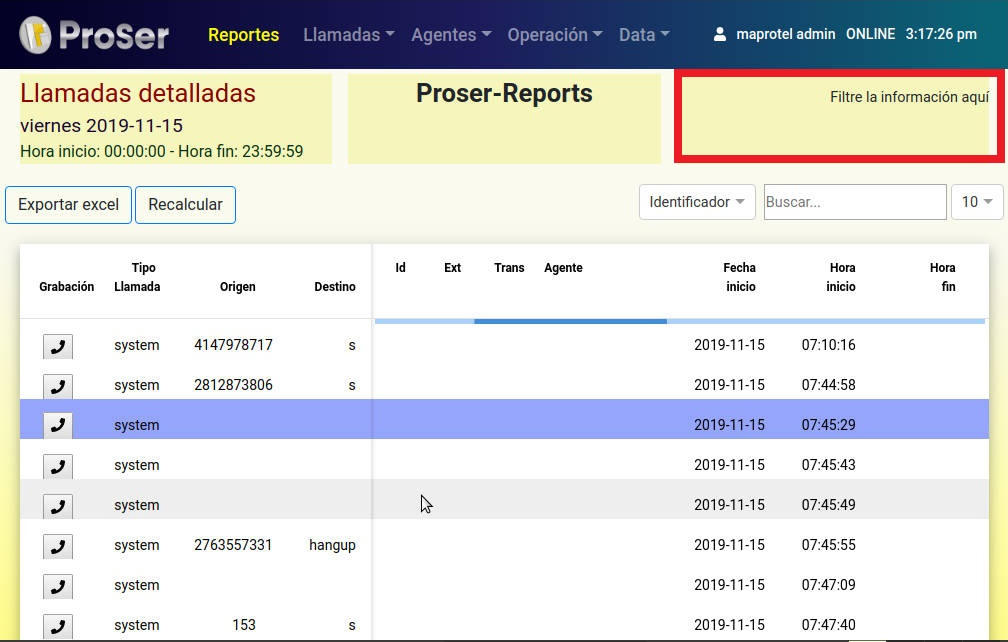 ProSer Reportes Llamadas Agentes Operación Data maprotel admin ONLINE 3:17:26 pm
Llamadas detalladas
viernes 2019-11-15
Hora inicio: 00:00:00 - Hora fin: 23:59:59
Proser-Reports
Filtre la información aquí
Exportar excel Recalcular Identificador Buscar... 10
Grabación Tipo Llamada Origen Destino Id Ext Trans Agente Fecha inicio Hora inicio Hora fin
system 4147978717 s 2019-11-15 07:10:16
system 2812873806 s 2019-11-15 07:44:58
system 2019-11-15 07:45:29
system 2019-11-15 07:45:43
system 2019-11-15 07:45:49
system 2763557331 hangup 2019-11-15 07:45:55
system 2019-11-15 07:47:09
system 153 s 2019-11-15 07:47:40